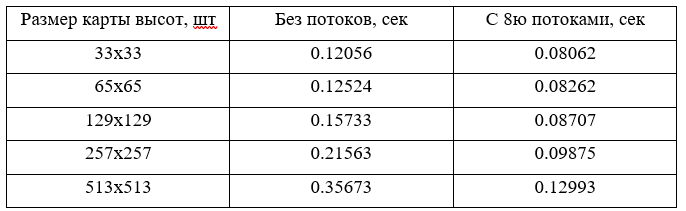 Размер карты высот, шт Без потоков, сек С 8ю потоками, сек
33x33 0.12056 0.08062
65x65 0.12524 0.08262
129x129 0.15733 0.08707
257x257 0.21563 0.09875
513x513 0.35673 0.12993